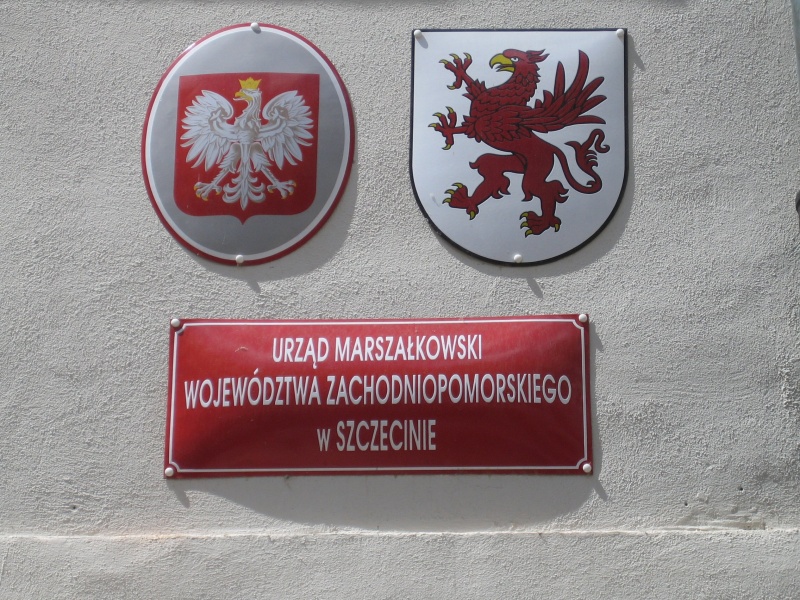 URZĄD MARSZAŁKOWSKI
WOJEWÓDZTWA ZACHODNIOPOMORSKIEGO
w SZCZECINIE